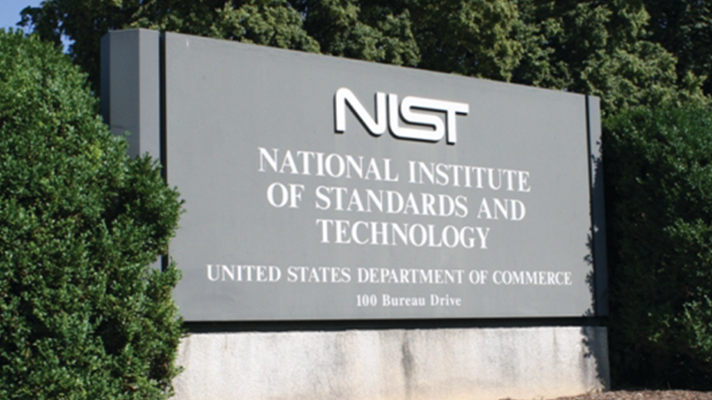 NIST
NATIONAL INSTITUTE
OF STANDARDS AND
TECHNOLOGY
UNITED STATES DEPARTMENT OF COMMERCE
100 Bureau Drive